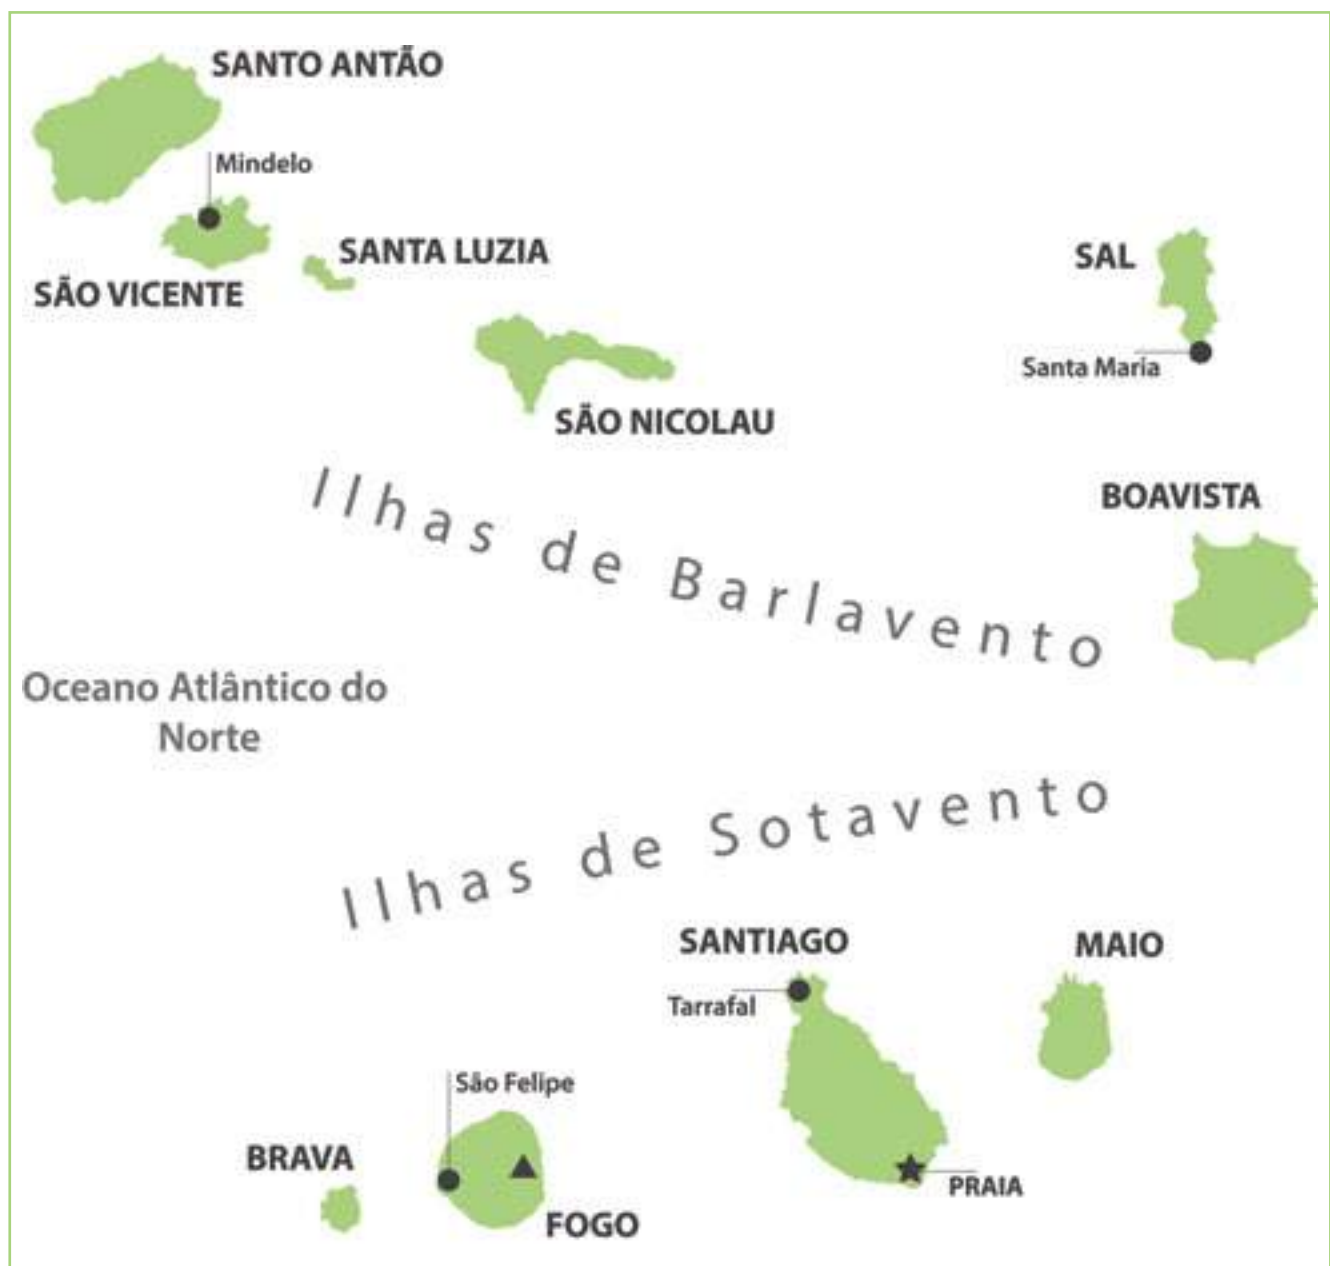 SANTO ANTÃO
Mindelo
SANTA LUZIA
SÃO VICENTE
SAL
Santa Maria
SÃO NICOLAU
BOAVISTA
Ilhas de Barlavento
Oceano Atlântico do
Norte
Ilhas de Sotavento
SANTIAGO
MAIO
Tarrafal
São Felipe
BRAVA
PRAIA
FOGO